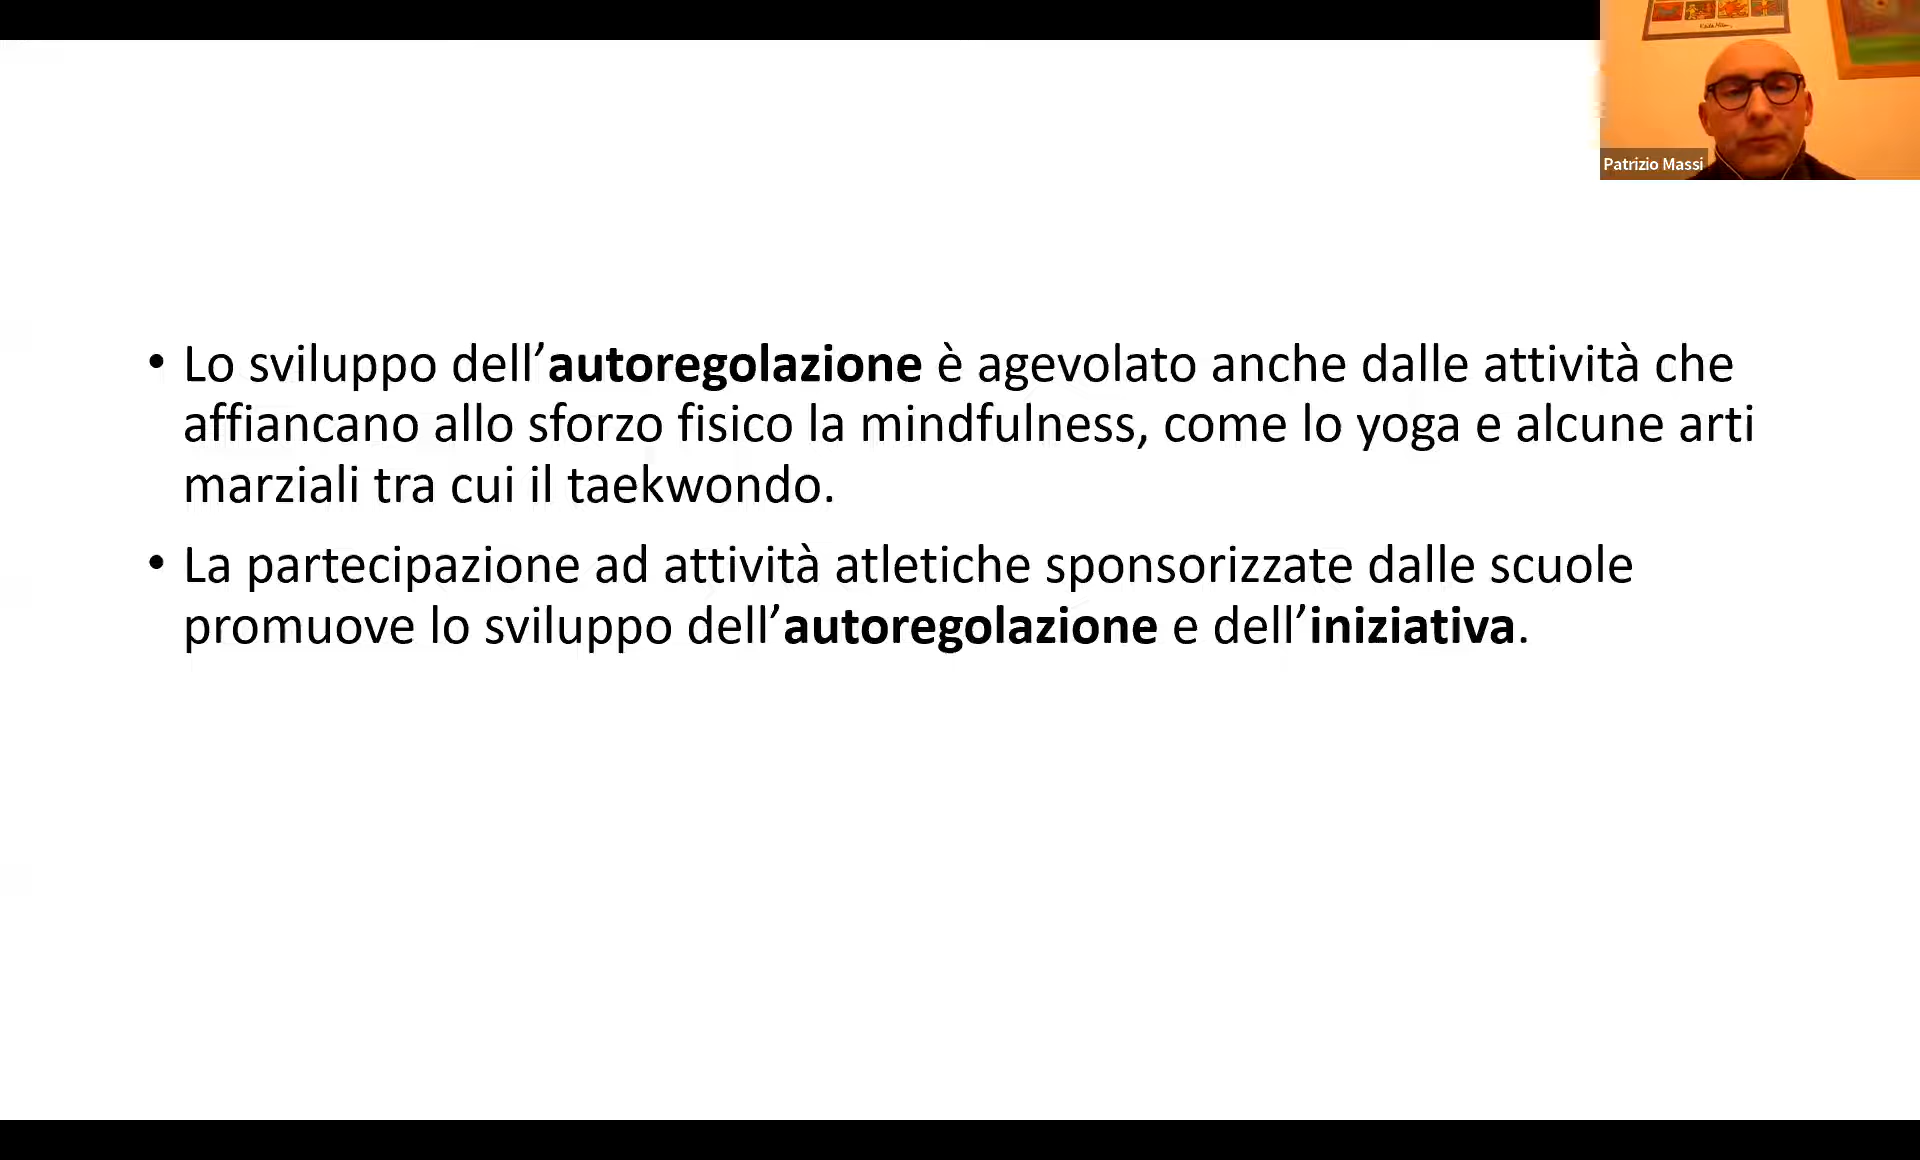 Patrizio Massi
• Lo sviluppo dell’autoregolazione è agevolato anche dalle attività che
affiancano allo sforzo fisico la mindfulness, come lo yoga e alcune arti
marziali tra cui il taekwondo.
• La partecipazione ad attività atletiche sponsorizzate dalle scuole
promuove lo sviluppo dell’autoregolazione e dell’iniziativa.